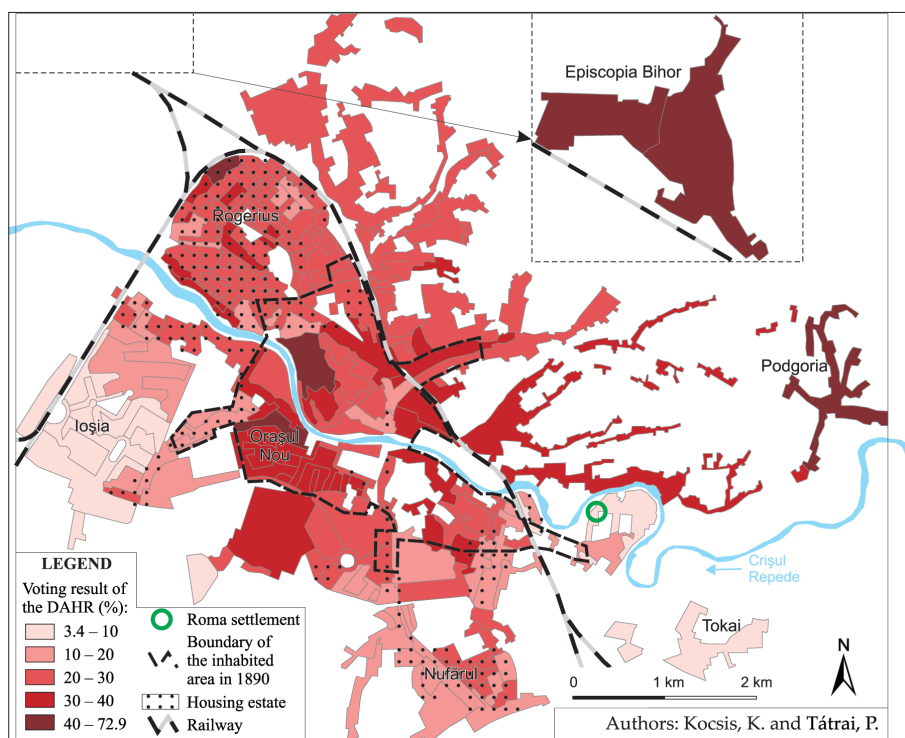 Episcopia Bihor
Rogerius
Podgoria
Ioşia
Oraşul
Nou
Crişul
Repede
Tokai
Nufărul
LEGEND
Voting result of
the DAHR (%):
3.4 – 10
10 – 20
20 – 30
30 – 40
40 – 72.9
Roma settlement
Boundary of
the inhabited
area in 1890
Housing estate
Railway
N
0 1 km 2 km
Authors: Kocsis, K. and Tátrai, P.